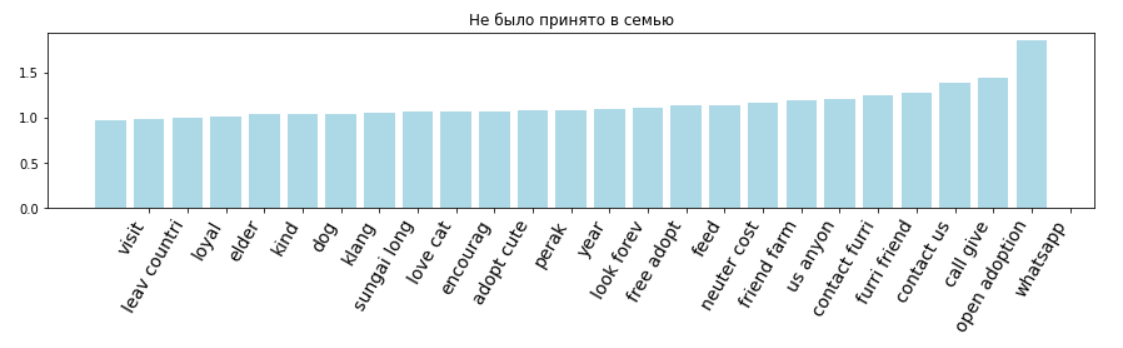 Не было принято в семью
1.5
1.0
0.5
0.0
visit
leav countri
loyal
elder
kind
dog
klang
sungai long
love cat
encourag
adopt cute
perak
year
look forev
free adopt
feed
neuter cost
friend farm
us anyon
contact furri
furri friend
contact us
call give
open adoption
whatsapp